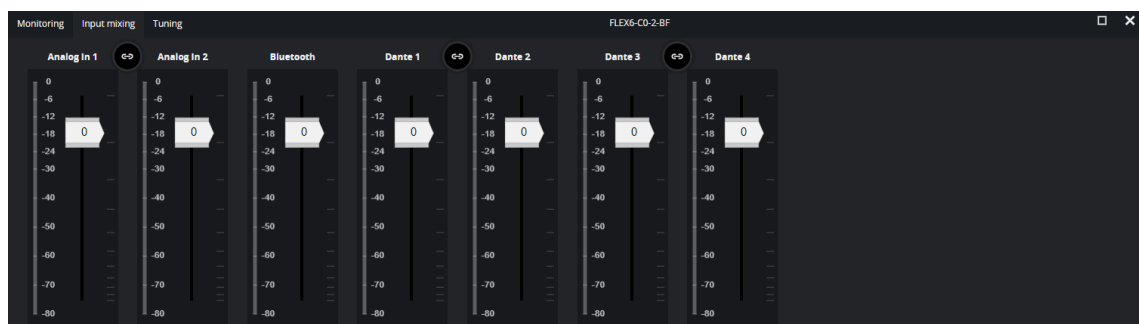 Monitoring Input mixing Tuning FLEX6-C0-2-BF
Analog In 1 Analog In 2 Bluetooth Dante 1 Dante 2 Dante 3 Dante 4
0 0 0 0 0 0 0
-6 -6 -6 -6 -6 -6 -6
-12 -12 -12 -12 -12 -12 -12
-18 0 -18 0 -18 0 -18 0 -18 0 -18 0 -18 0
-24 -24 -24 -24 -24 -24 -24
-30 -30 -30 -30 -30 -30 -30
-40 -40 -40 -40 -40 -40 -40
-50 -50 -50 -50 -50 -50 -50
-60 -60 -60 -60 -60 -60 -60
-70 -70 -70 -70 -70 -70 -70
-80 -80 -80 -80 -80 -80 -80